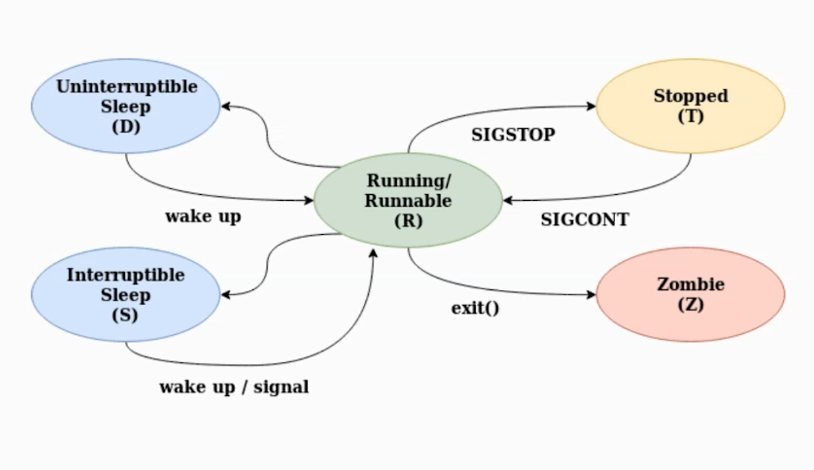 Uninterruptible
Sleep
(D)
Stopped
(T)
SIGSTOP
Running/
Runnable
(R)
wake up
SIGCONT
Interruptible
Sleep
(S)
Zombie
(Z)
exit()
wake up / signal